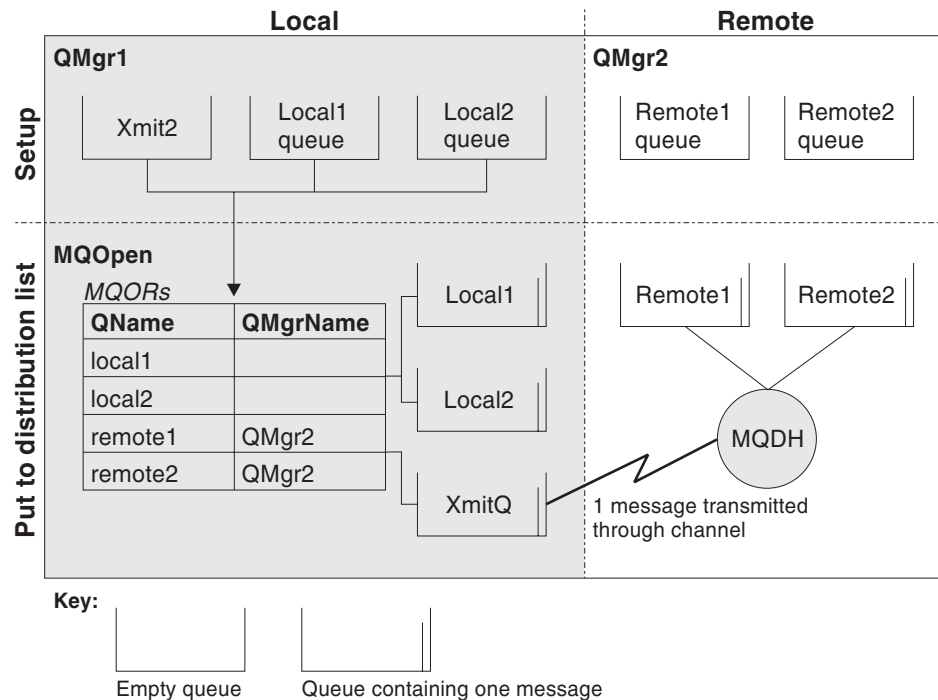 Local
Remote
Setup
QMgr1
QMgr2
Xmit2
Local1
queue
Local2
queue
Remote1
queue
Remote2
queue
Put to distribution list
MQOpen
MQORs
QName QMgrName
local1
local2
remote1 QMgr2
remote2 QMgr2
Local1
Local2
XmitQ
Remote1
Remote2
MQDH
1 message transmitted
through channel
Key:
Empty queue
Queue containing one message